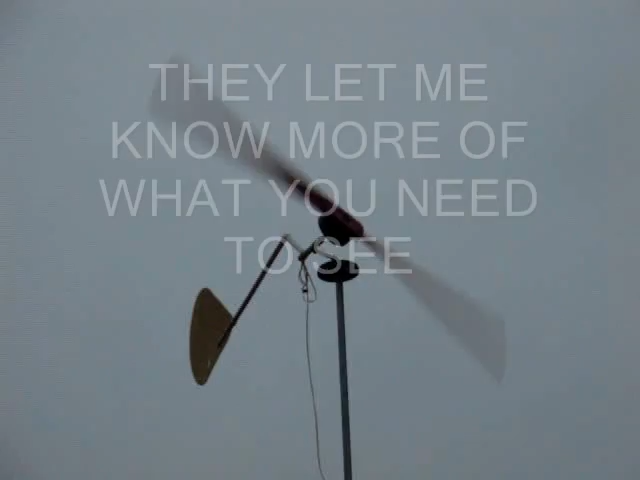 THEY LET ME
KNOW MORE OF
WHAT YOU NEED
TO SEE